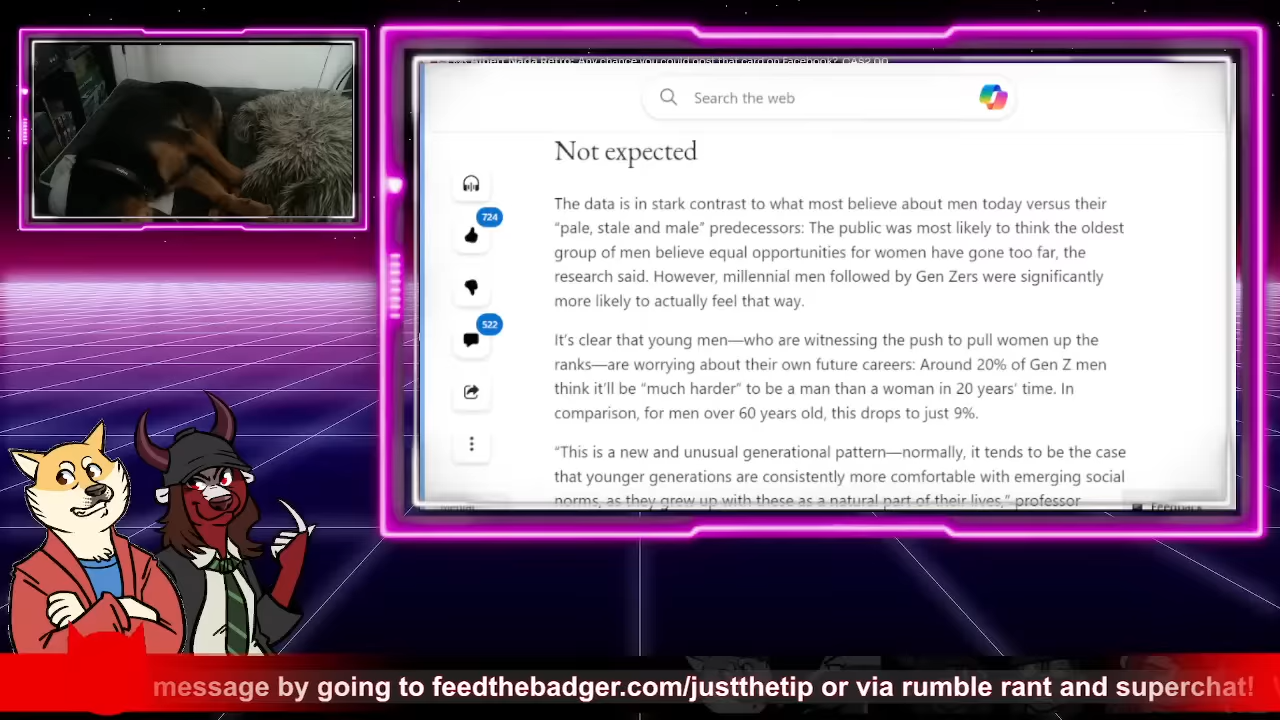 Albert Nada Retro: Any chance you could post that card on Facebook? CA$2.00
Search the web
Not expected
The data is in stark contrast to what most believe about men today versus their
“pale, stale and male” predecessors: The public was most likely to think the oldest
group of men believe equal opportunities for women have gone too far, the
research said. However, millennial men followed by Gen Zers were significantly
more likely to actually feel that way.
724
522
It’s clear that young men—who are witnessing the push to pull women up the
ranks—are worrying about their own future careers: Around 20% of Gen Z men
think it’ll be “much harder” to be a man than a woman in 20 years’ time. In
comparison, for men over 60 years old, this drops to just 9%.
“This is a new and unusual generational pattern—normally, it tends to be the case
that younger generations are consistently more comfortable with emerging social
norms, as they grew up with these as a natural part of their lives,” professor
Feedback
message by going to feedthebadger.com/justthetip or via rumble rant and superchat!